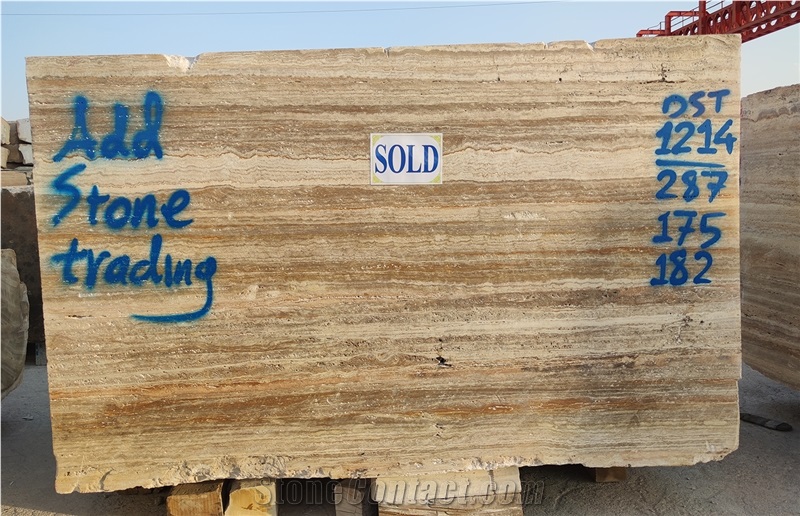 Add
Stone
trading
SOLD
DST
1214
287
175
182
StoneContact.com